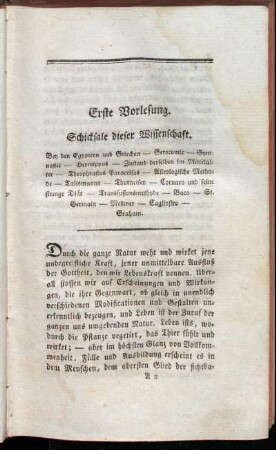 Erste Vorlesung.
Schicksale dieser Wissenschaft.
Bey den Egyptern und Griechen — Gerocomic — Gym-
nastic — Hermippus — Zustand derselben im Mittelal-
ter — Theophrastus Paracelsus — Astrologische Metho-
de — Talismanns — Thurneisen — Cornaro und seine
strenge Diät — Transfusionsmethode — Baco — St.
Germain — Mesmer — Cagliostro —
Graham.
Durch die ganze Natur weht und wirket jene
unbegreifliche Kraft, jener unmittelbare Ausfluß
der Gottheit, den wir Lebenskraft nennen. Über-
all stossen wir auf Erscheinungen und Wirkun-
gen, die ihre Gegenwart, ob gleich in unendlich
verschiednen Modificationen und Gestalten un-
verkenntlich bezeugen, und Leben ist der Zuruf der
ganzen uns umgebenden Natur. Leben ists, wo-
durch die Pflanze vegetirt, das Thier fühlt und
wirket; — aber im höchsten Glanz von Vollkom-
menheit, Fülle und Ausbildung erscheint es in
dem Menschen, dem obersten Glied der sichtba-
A